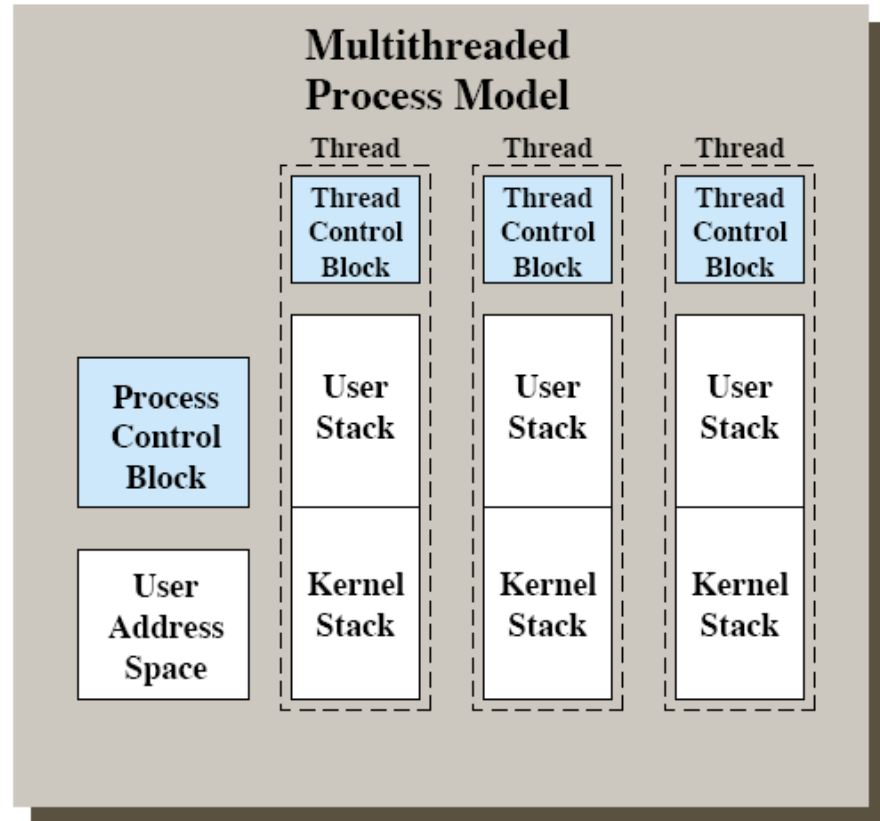 Multithreaded
Process Model
Thread
Thread
Control
Block
User
Stack
Kernel
Stack
Thread
Thread
Control
Block
User
Stack
Kernel
Stack
Thread
Thread
Control
Block
User
Stack
Kernel
Stack
Process
Control
Block
User
Address
Space